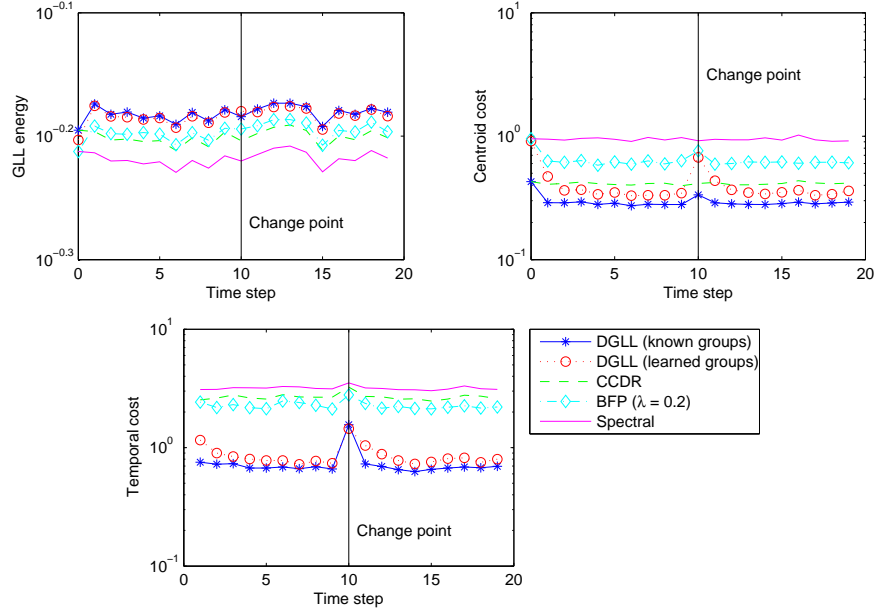 10^−0.1
10^−0.2
10^−0.3
GLL energy
Change point
0 5 10 15 20
Time step
10^1
10^0
10^−1
Centroid cost
Change point
0 5 10 15 20
Time step
10^1
10^0
10^−1
Temporal cost
Change point
0 5 10 15 20
Time step
DGLL (known groups)
DGLL (learned groups)
CCDR
BFP (λ = 0.2)
Spectral